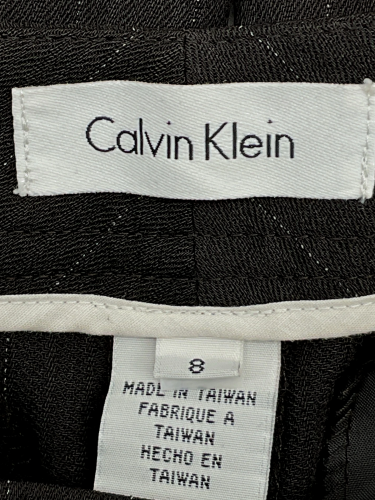 Calvin Klein
8
MADE IN TAIWAN
FABRIQUE A
TAIWAN
HECHO EN
TAIWAN